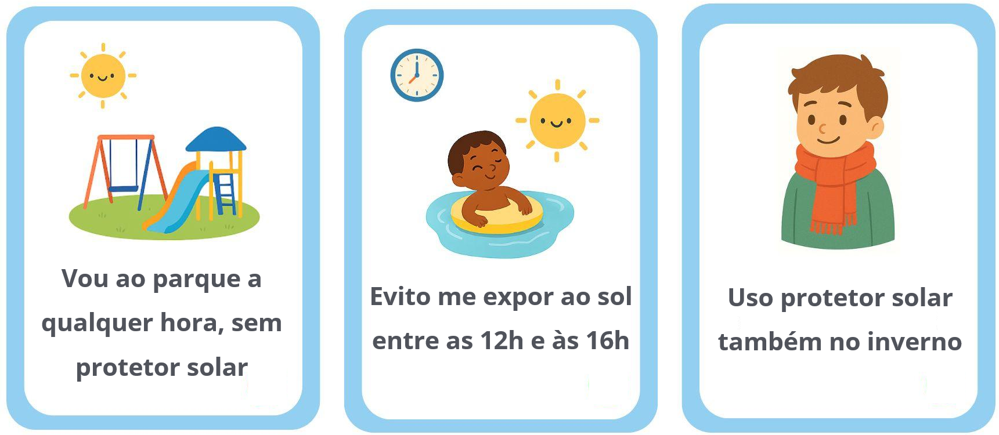 Vou ao parque a
qualquer hora, sem
protetor solar
Evito me expor ao sol
entre as 12h e às 16h
Uso protetor solar
também no inverno